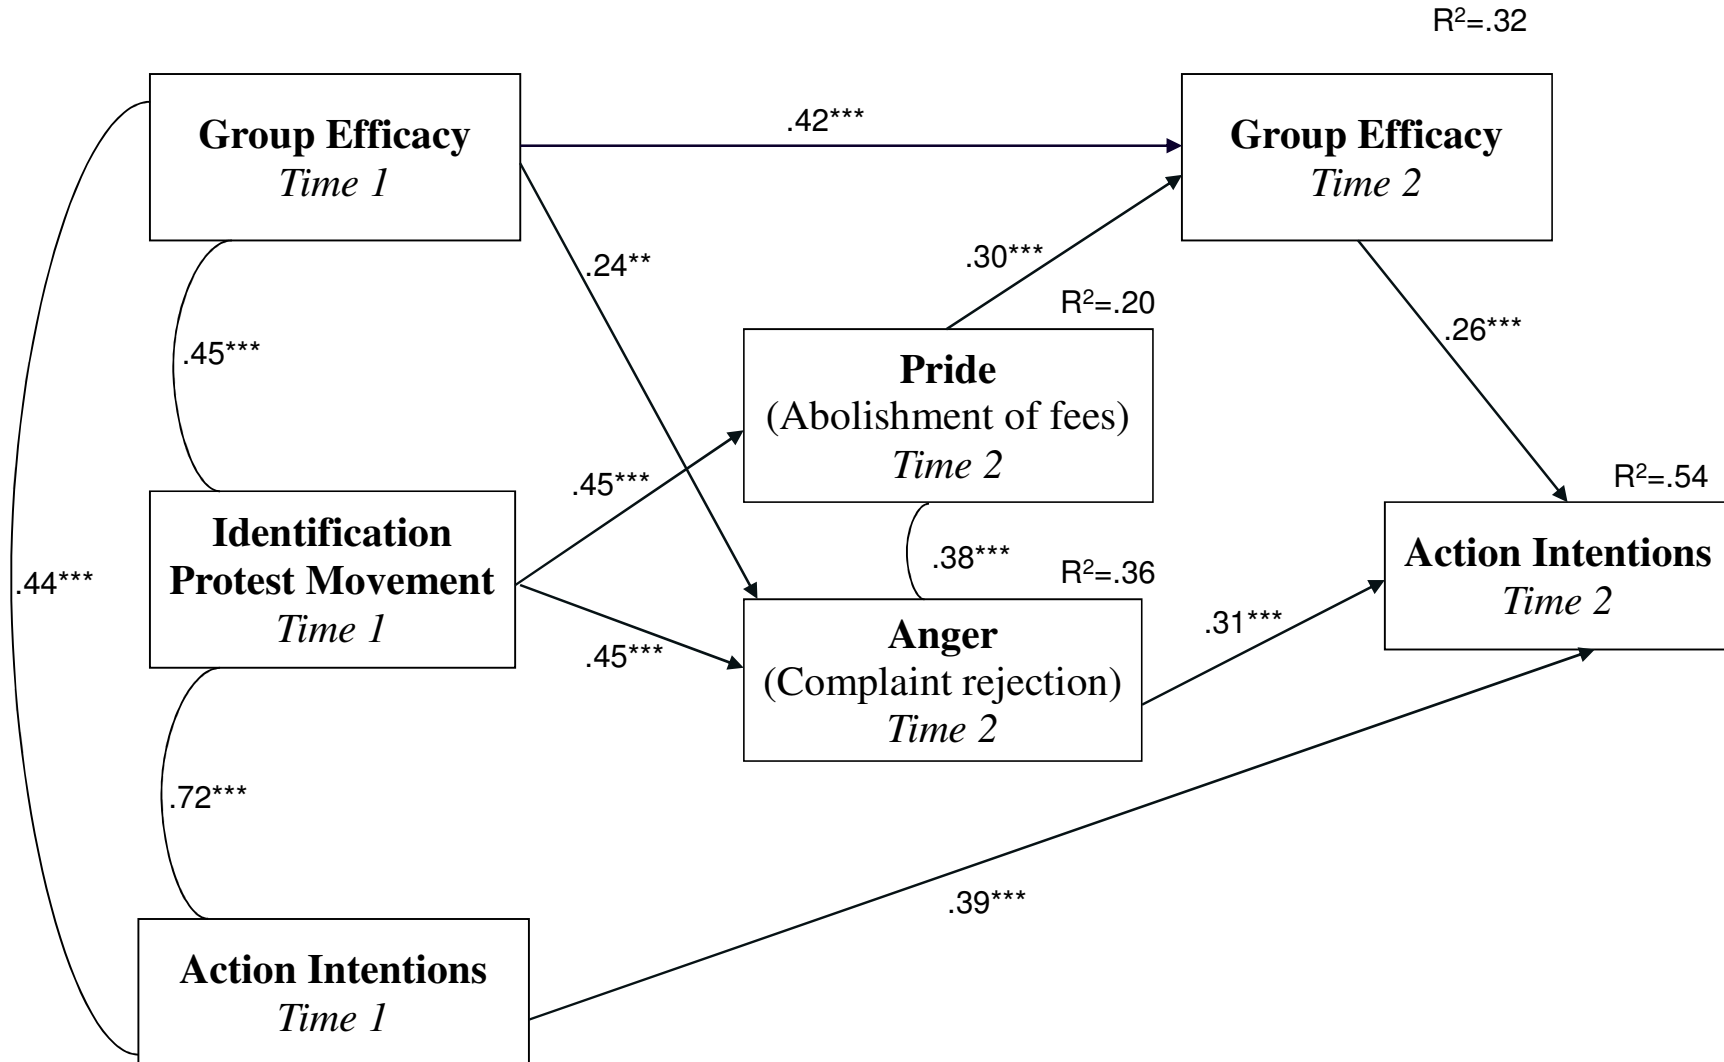 R²=.32
Group Efficacy
Time 1
.42***
Group Efficacy
Time 2
.24**
.30***
R²=.20
.26***
.45***
Pride
(Abolishment of fees)
Time 2
.45***
R²=.54
Identification
Protest Movement
Time 1
.44***
.38***
R²=.36
Action Intentions
Time 2
.45***
Anger
(Complaint rejection)
Time 2
.31***
.72***
.39***
Action Intentions
Time 1